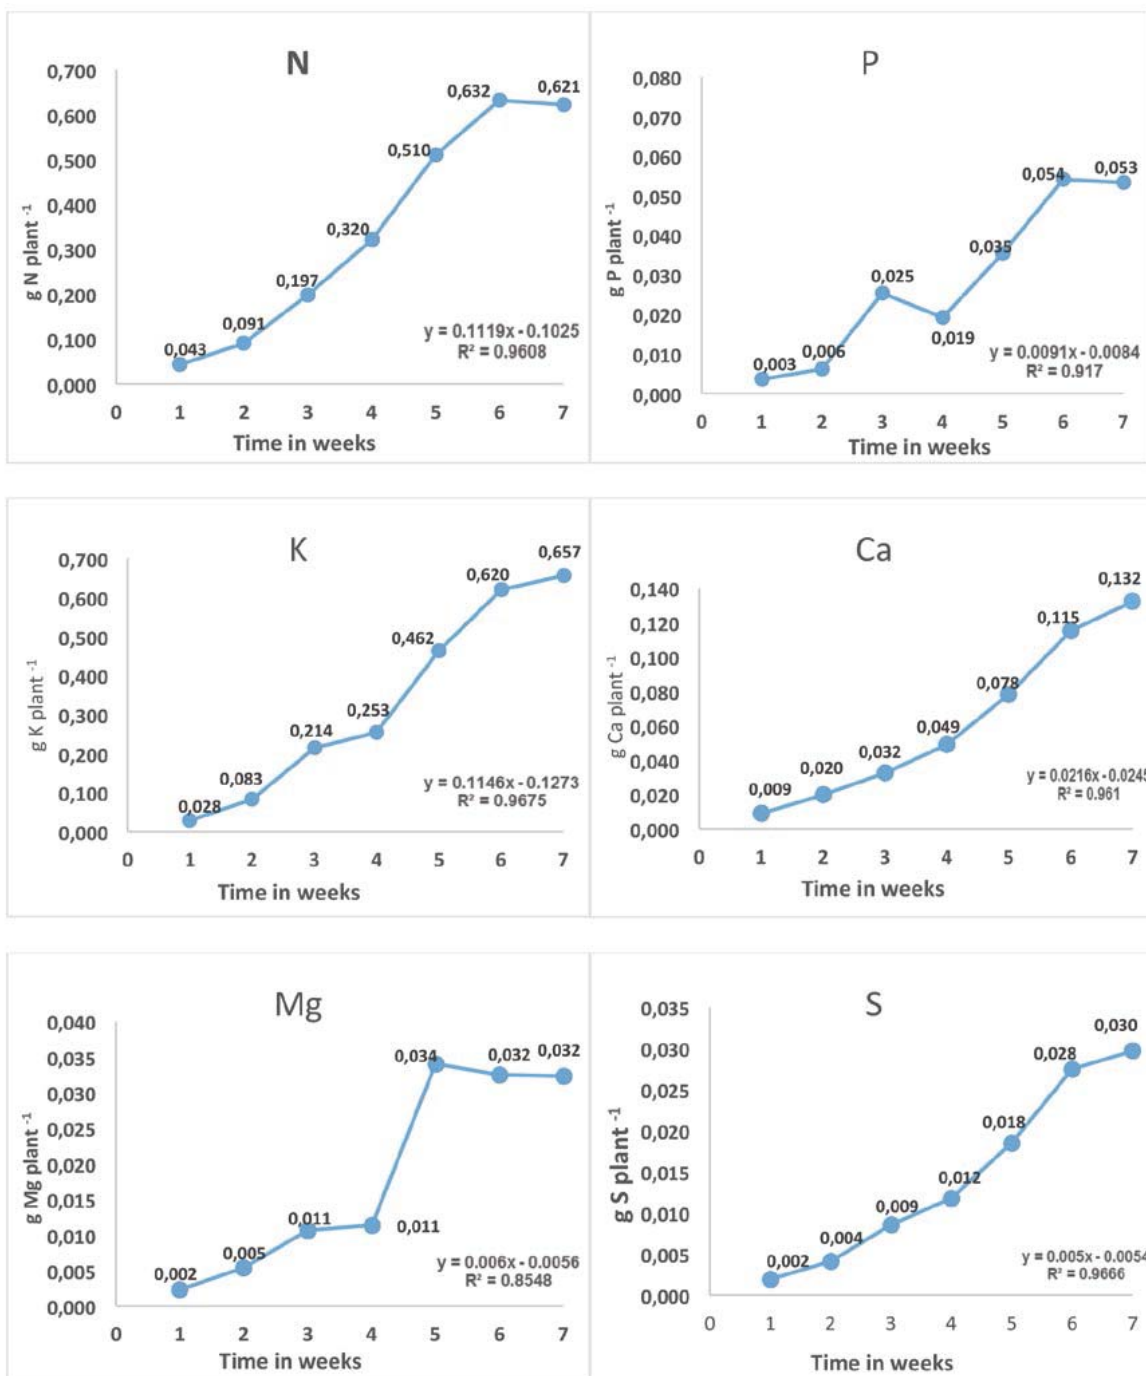 N
0,700
0,600
0,500
0,400
0,300
0,200
0,100
0,000
g N plant -1
0,043
0,091
0,197
0,320
0,510
0,632
0,621
y = 0.1119x - 0.1025
R² = 0.9608
0 1 2 3 4 5 6 7
Time in weeks
P
0,080
0,070
0,060
0,050
0,040
0,030
0,020
0,010
0,000
g P plant -1
0,003
0,006
0,025
0,019
0,035
0,054
0,053
y = 0.0091x - 0.0084
R² = 0.917
0 1 2 3 4 5 6 7
Time in weeks
K
0,700
0,600
0,500
0,400
0,300
0,200
0,100
0,000
g K plant -1
0,028
0,083
0,214
0,253
0,462
0,620
0,657
y = 0.1146x - 0.1273
R² = 0.9675
0 1 2 3 4 5 6 7
Time in weeks
Ca
0,140
0,120
0,100
0,080
0,060
0,040
0,020
0,000
g Ca plant -1
0,009
0,020
0,032
0,049
0,078
0,115
0,132
y = 0.0216x - 0.0245
R² = 0.961
0 1 2 3 4 5 6 7
Time in weeks
Mg
0,040
0,035
0,030
0,025
0,020
0,015
0,010
0,005
0,000
g Mg plant -1
0,002
0,005
0,011
0,011
0,034
0,032
0,032
y = 0.006x - 0.0056
R² = 0.8548
0 1 2 3 4 5 6 7
Time in weeks
S
0,035
0,030
0,025
0,020
0,015
0,010
0,005
0,000
g S plant -1
0,002
0,004
0,009
0,012
0,018
0,028
0,030
y = 0.005x - 0.0054
R² = 0.9666
0 1 2 3 4 5 6 7
Time in weeks